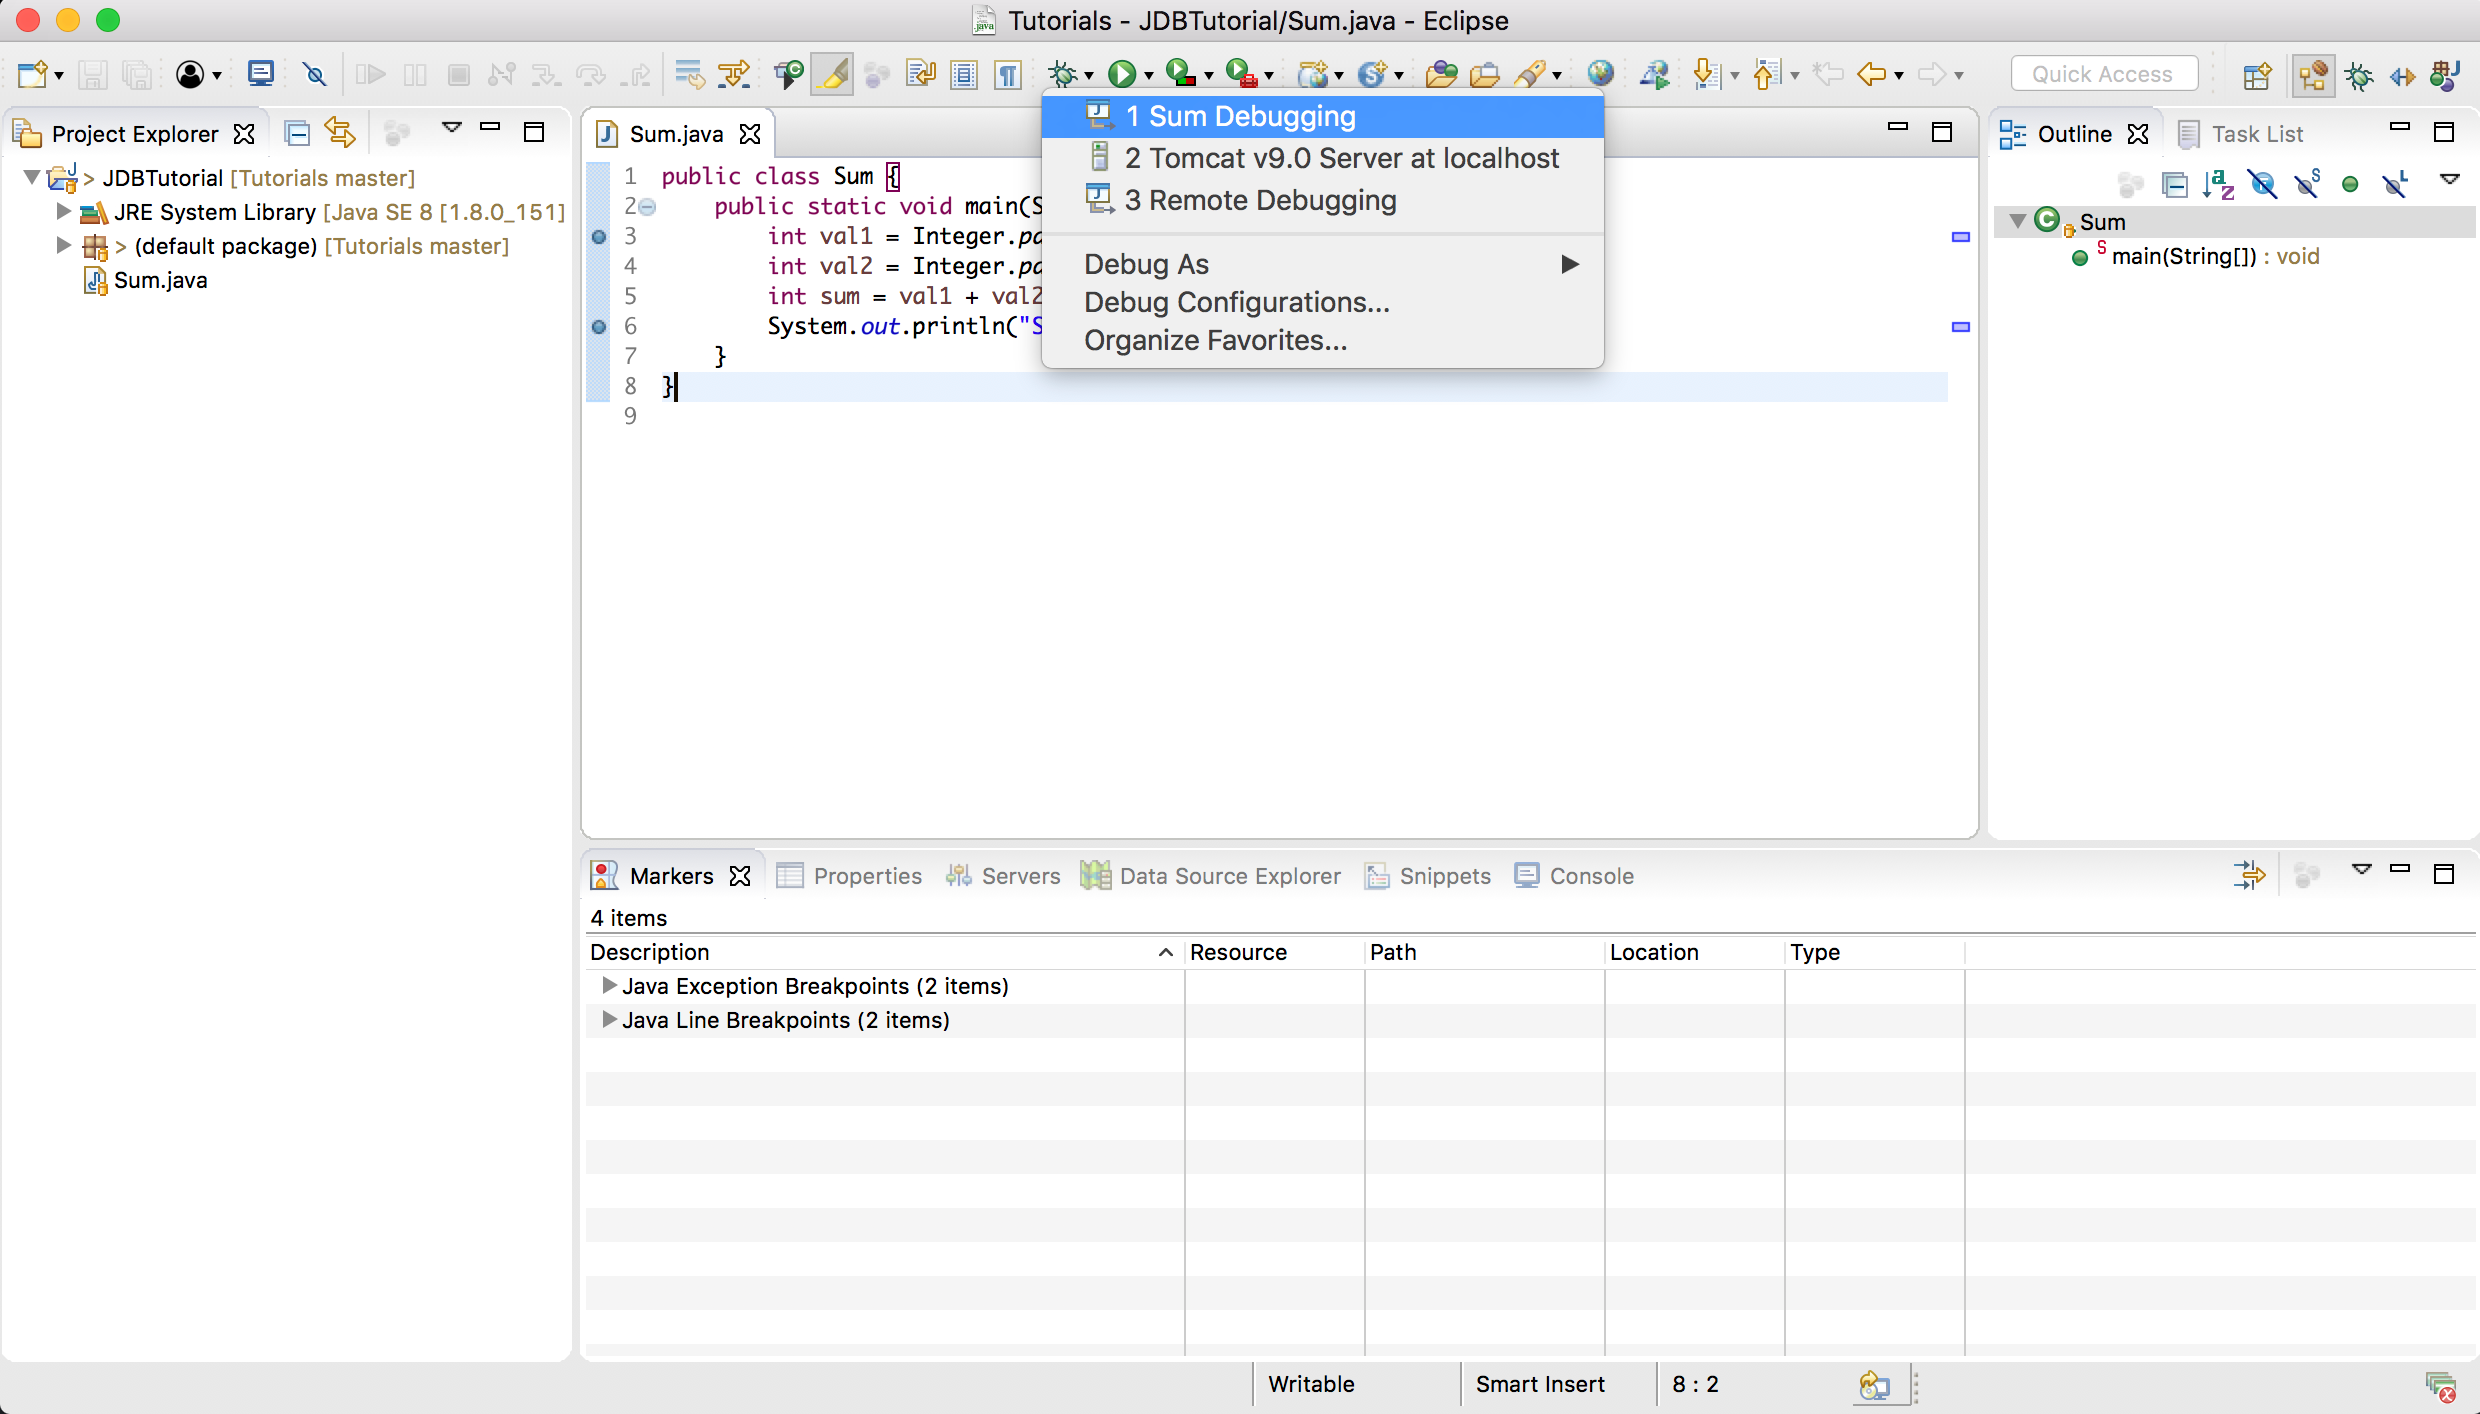 Tutorials - JDBTutorial/Sum.java - Eclipse
Quick Access
Project Explorer
> JDBTutorial [Tutorials master]
JRE System Library [Java SE 8 [1.8.0_151]
> (default package) [Tutorials master]
Sum.java
Sum.java
1 public class Sum {
2 public static void main(S
3 int val1 = Integer.pa
4 int val2 = Integer.pa
5 int sum = val1 + val2
6 System.out.println("S
7 }
8 }
9
1 Sum Debugging
2 Tomcat v9.0 Server at localhost
3 Remote Debugging
Debug As
Debug Configurations...
Organize Favorites...
Outline
Task List
Sum
main(String[]) : void
Markers
Properties
Servers
Data Source Explorer
Snippets
Console
4 items
Description Resource Path Location Type
Java Exception Breakpoints (2 items)
Java Line Breakpoints (2 items)
Writable Smart Insert 8 : 2